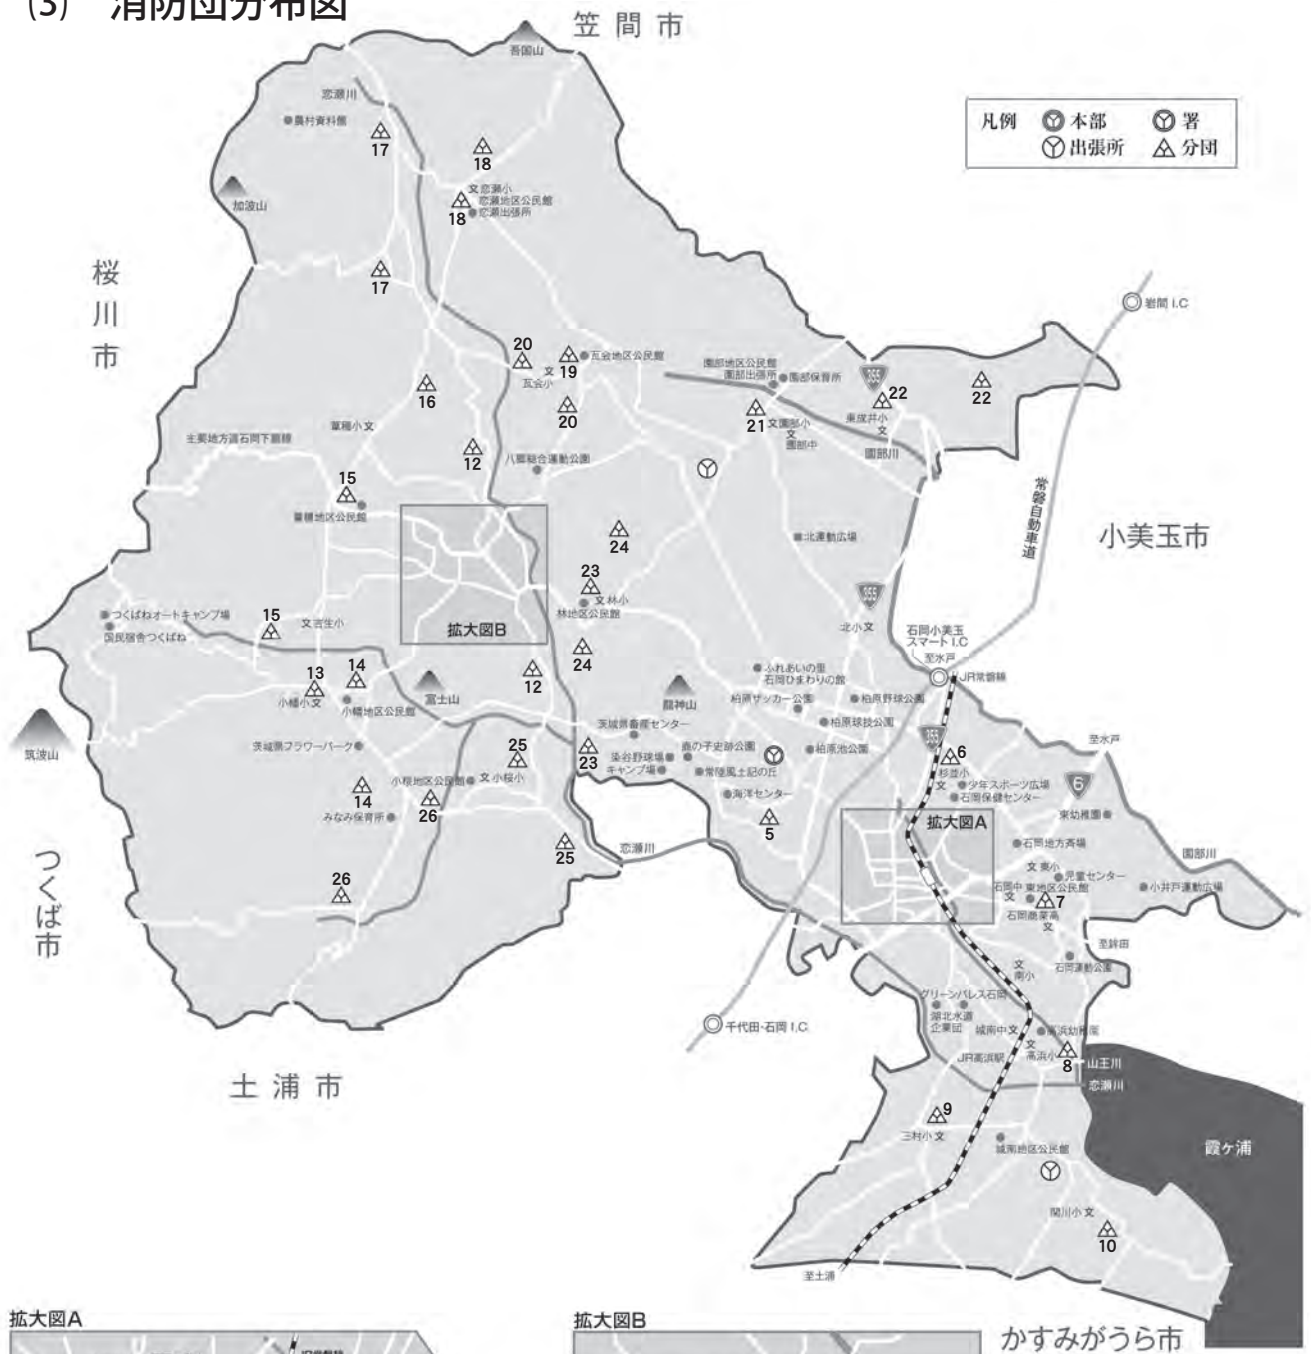 (3) 消防団分布図
笠間市
吾国山
凡例 本部 署
出張所 分団
恋瀬川
農村資料館
17
18
文 恋瀬小
恋瀬地区公民館
恋瀬出張所
18
加波山
17
桜川市
岩間 I.C
20
19
瓦会地区公民館
文
瓦会小
20
園部地区公民館
園部出張所
園部保育所
355
22
22
21
文 園部小
文
園部中
東成井小
文
園部川
16
葦穂小 文
主要地方道石岡下館線
12
八郷総合運動公園
15
葦穂地区公民館
常磐自動車道
小美玉市
24
北運動広場
23
文 林小
林地区公民館
355
北小 文
拡大図B
つくばねオートキャンプ場
国民宿舎つくばね
15
文 吉生小
石岡小美玉
スマート I.C
至水戸
JR常磐線
24
12
13
14
小幡小 文
小幡地区公民館
富士山
龍神山
ふれあいの里
石岡ひまわりの館
柏原サッカー公園
柏原野球公園
柏原球技公園
柏原池公園
筑波山
茨城県フラワーパーク
茨城県畜産センター
染谷野球場
キャンプ場
鹿の子史跡公園
常陸風土記の丘
海洋センター
355
6
杉並小
文
少年スポーツ広場
石岡保健センター
至水戸
6
25
23
小桜地区公民館
文 小桜小
14
26
みなみ保育所
5
拡大図A
東幼稚園
石岡地方斎場
園部川
25
恋瀬川
文 東小
児童センター
石岡中
文
東地区公民館
7
小井戸運動広場
石岡商業高
文
つくば市
26
至鉾田
石岡運動公園
文
南小
グリーンパレス石岡
湖北水道
企業団
城南中 文
高浜幼稚園
千代田・石岡 I.C
JR高浜駅
文
高浜小
8
山王川
恋瀬川
土浦市
9
三村小 文
城南地区公民館
霞ヶ浦
関川小 文
10
至土浦
拡大図A
拡大図B
かすみがうら市
JR常磐線